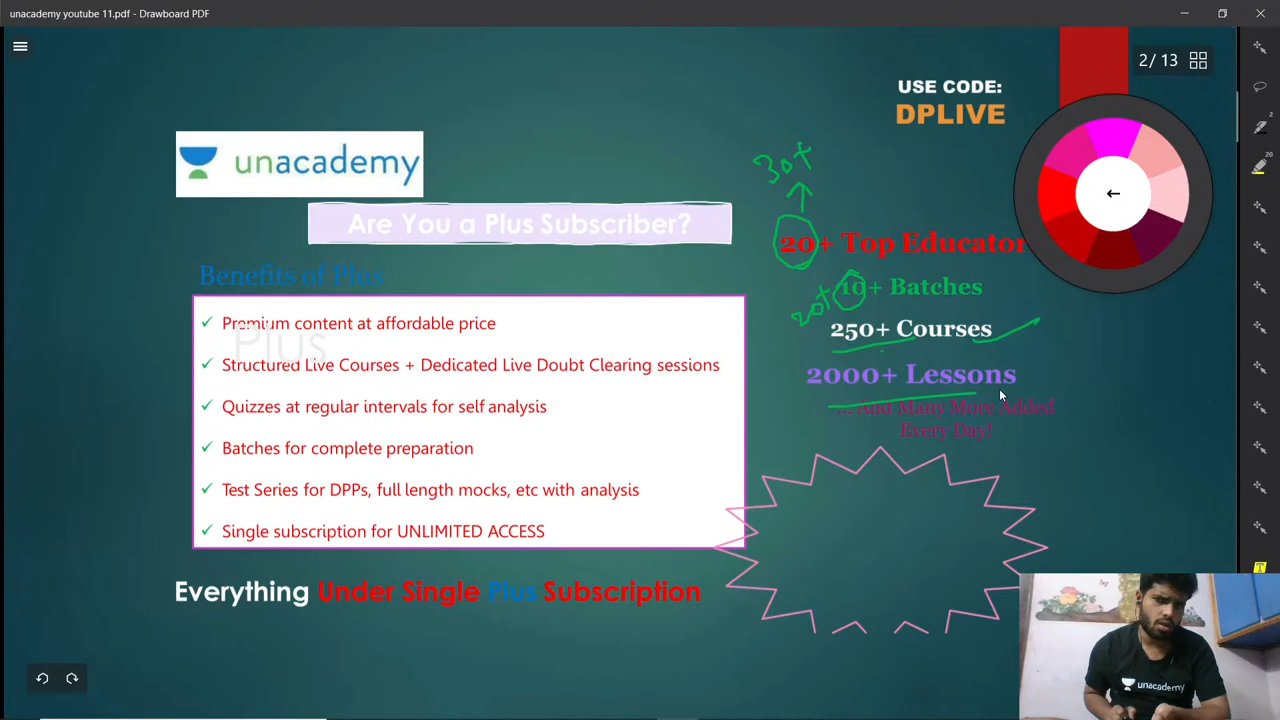 unacademy youtube 11.pdf - Drawboard PDF
2/ 13
USE CODE:
DPLIVE
unacademy
Are You a Plus Subscriber?
30+
20+ Top Educator
Benefits of Plus
20+
10+ Batches
Plus
Premium content at affordable price
250+ Courses
Structured Live Courses + Dedicated Live Doubt Clearing sessions
2000+ Lessons
Quizzes at regular intervals for self analysis
... And Many More Added
Every Day!
Batches for complete preparation
Test Series for DPPs, full length mocks, etc with analysis
Single subscription for UNLIMITED ACCESS
Everything Under Single Plus Subscription
unacademy
2
20
T